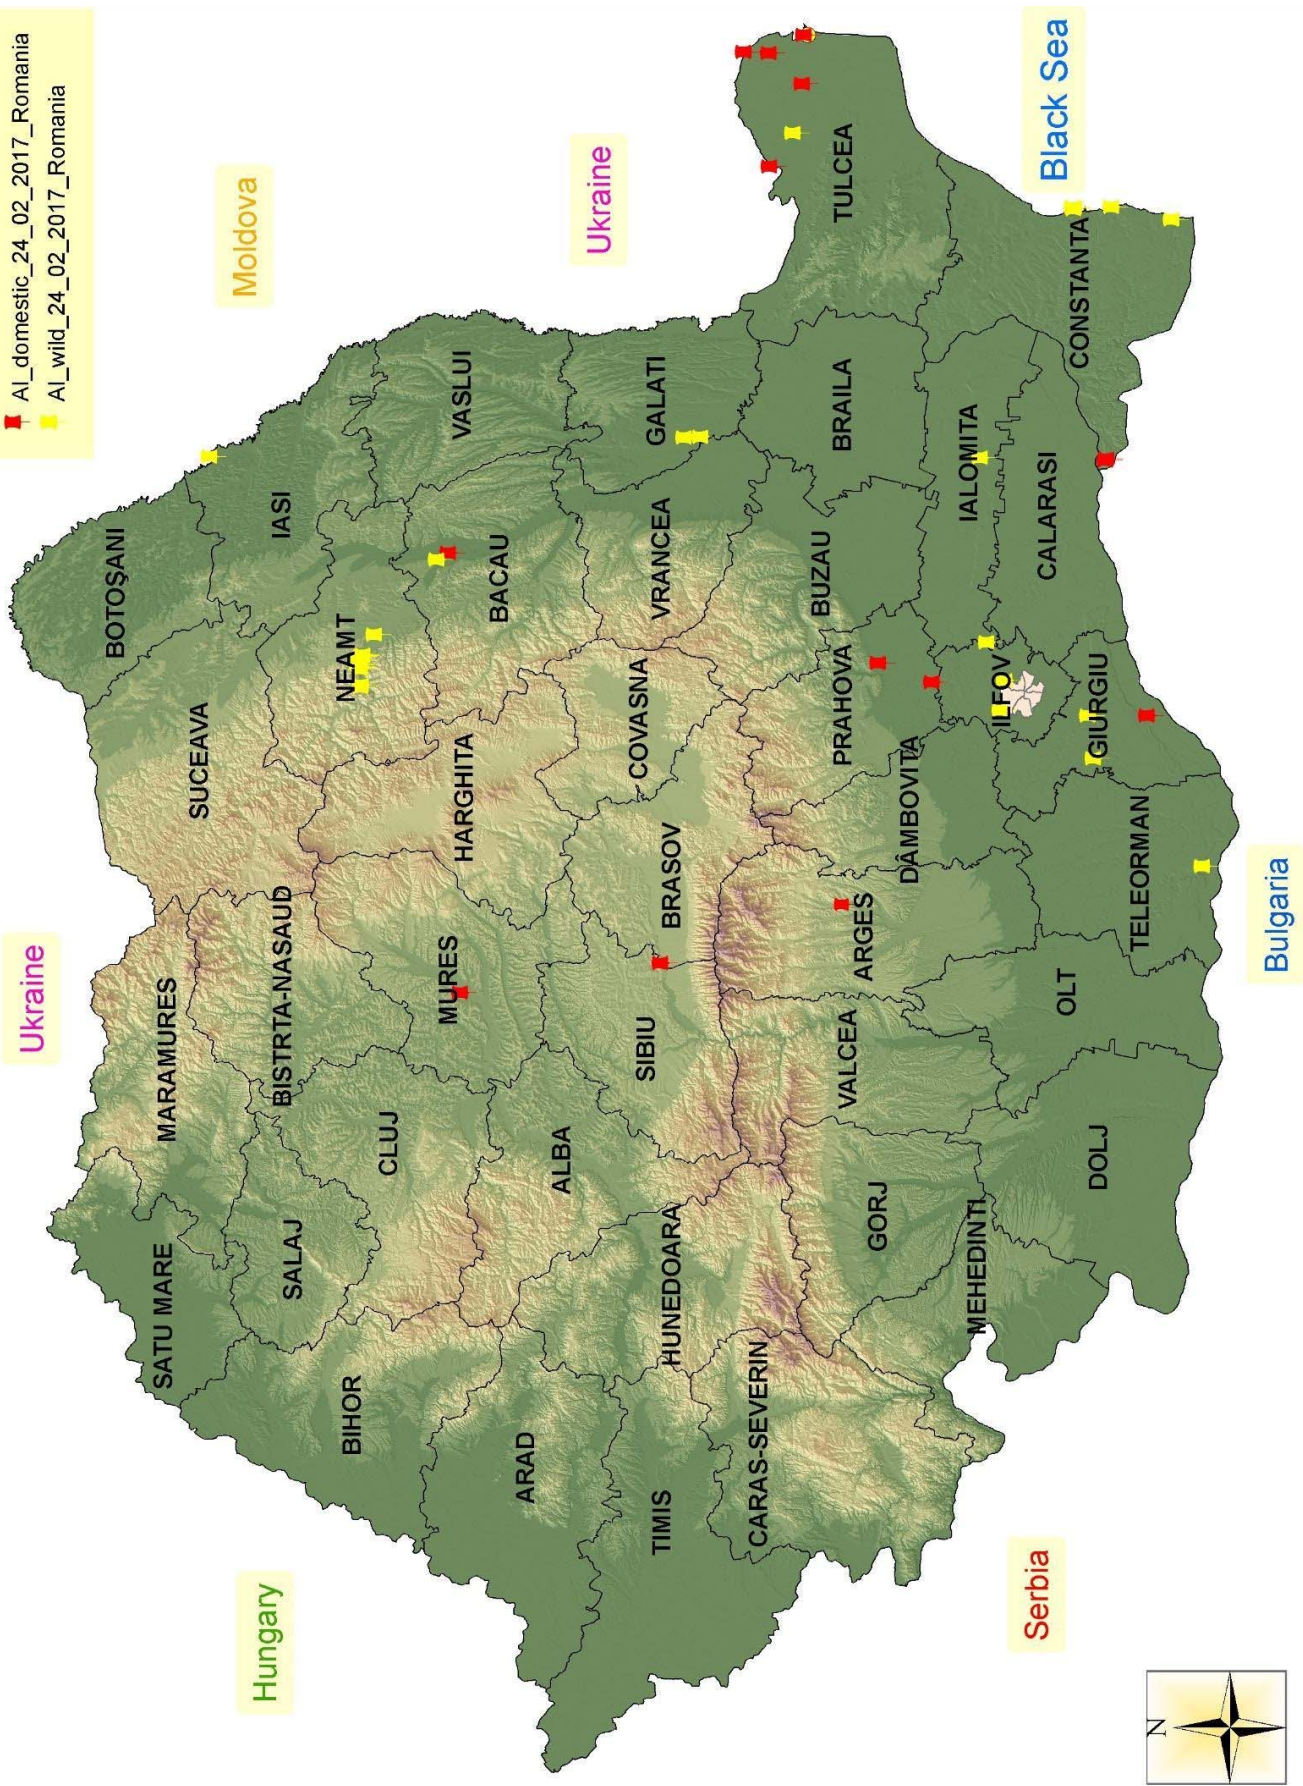 AI_domestic_24_02_2017_Romania
AI_wild_24_02_2017_Romania
Ukraine
Moldova
Hungary
Ukraine
Black Sea
Serbia
Bulgaria
BOTOŞANI
SUCEAVA
MARAMURES
SATU MARE
IASI
BISTRTA-NASAUD
SALAJ
NEAMT
BIHOR
CLUJ
VASLUI
MURES
HARGHITA
BACAU
ARAD
ALBA
GALATI
VRANCEA
COVASNA
BRASOV
SIBIU
HUNEDOARA
TIMIS
CARAS-SEVERIN
TULCEA
BRAILA
BUZAU
PRAHOVA
DÂMBOVITA
ARGES
VALCEA
GORJ
MEHEDINTI
IALOMITA
ILFOV
CALARASI
CONSTANTA
GIURGIU
TELEORMAN
OLT
DOLJ
N